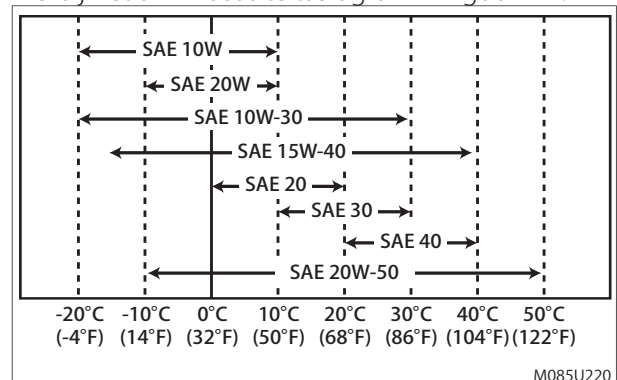 SAE 10W
SAE 20W
SAE 10W-30
SAE 15W-40
SAE 20
SAE 30
SAE 40
SAE 20W-50
-20°C -10°C 0°C 10°C 20°C 30°C 40°C 50°C
(-4°F) (14°F) (32°F) (50°F) (68°F) (86°F) (104°F) (122°F)
M085U220